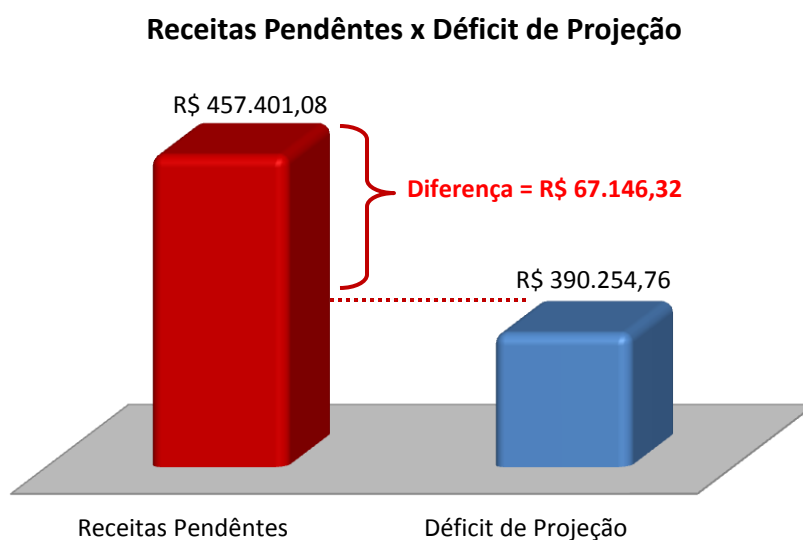 Receitas Pendêntes x Déficit de Projeção
R$ 457.401,08
Diferença = R$ 67.146,32
R$ 390.254,76
Receitas Pendêntes
Déficit de Projeção